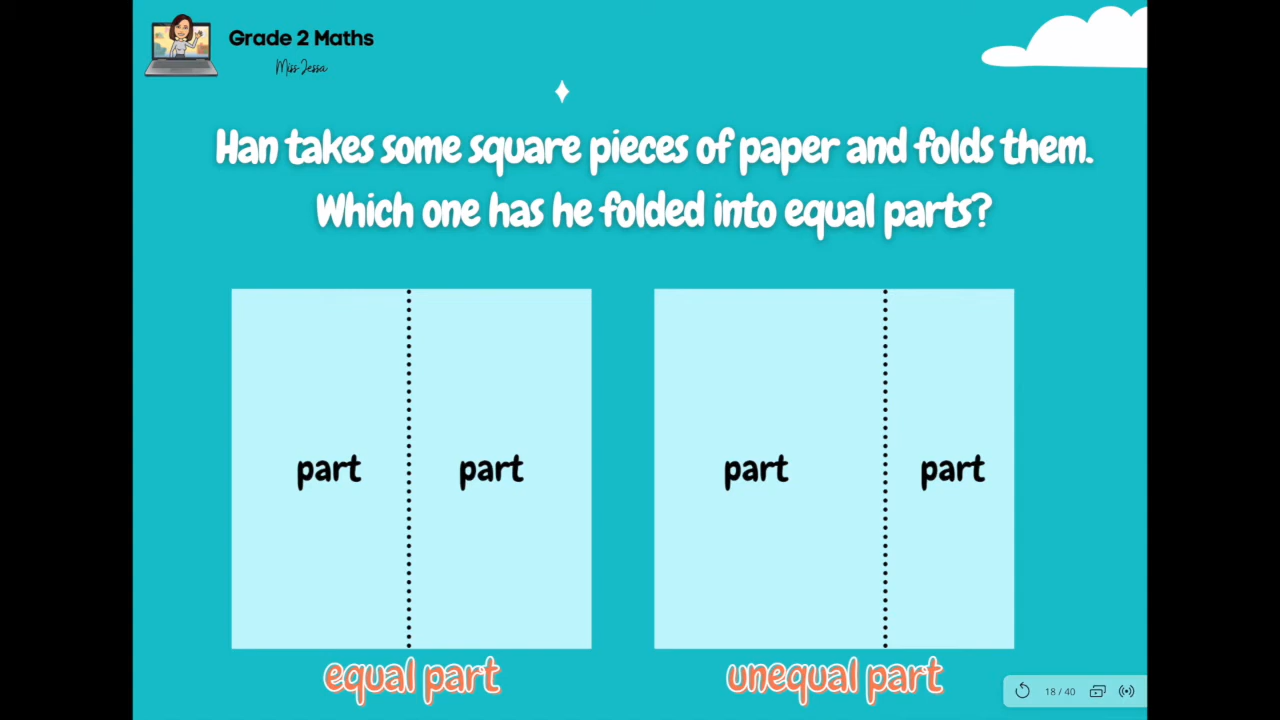 Grade 2 Maths
Miss Jessa
Han takes some square pieces of paper and folds them.
Which one has he folded into equal parts?
part
part
part
part
equal part
unequal part
18 / 40